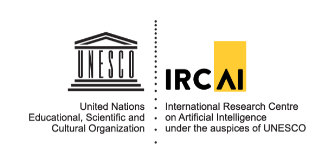 UNESCO
United Nations
Educational, Scientific and
Cultural Organization
IRCAI
International Research Centre
on Artificial Intelligence
under the auspices of UNESCO